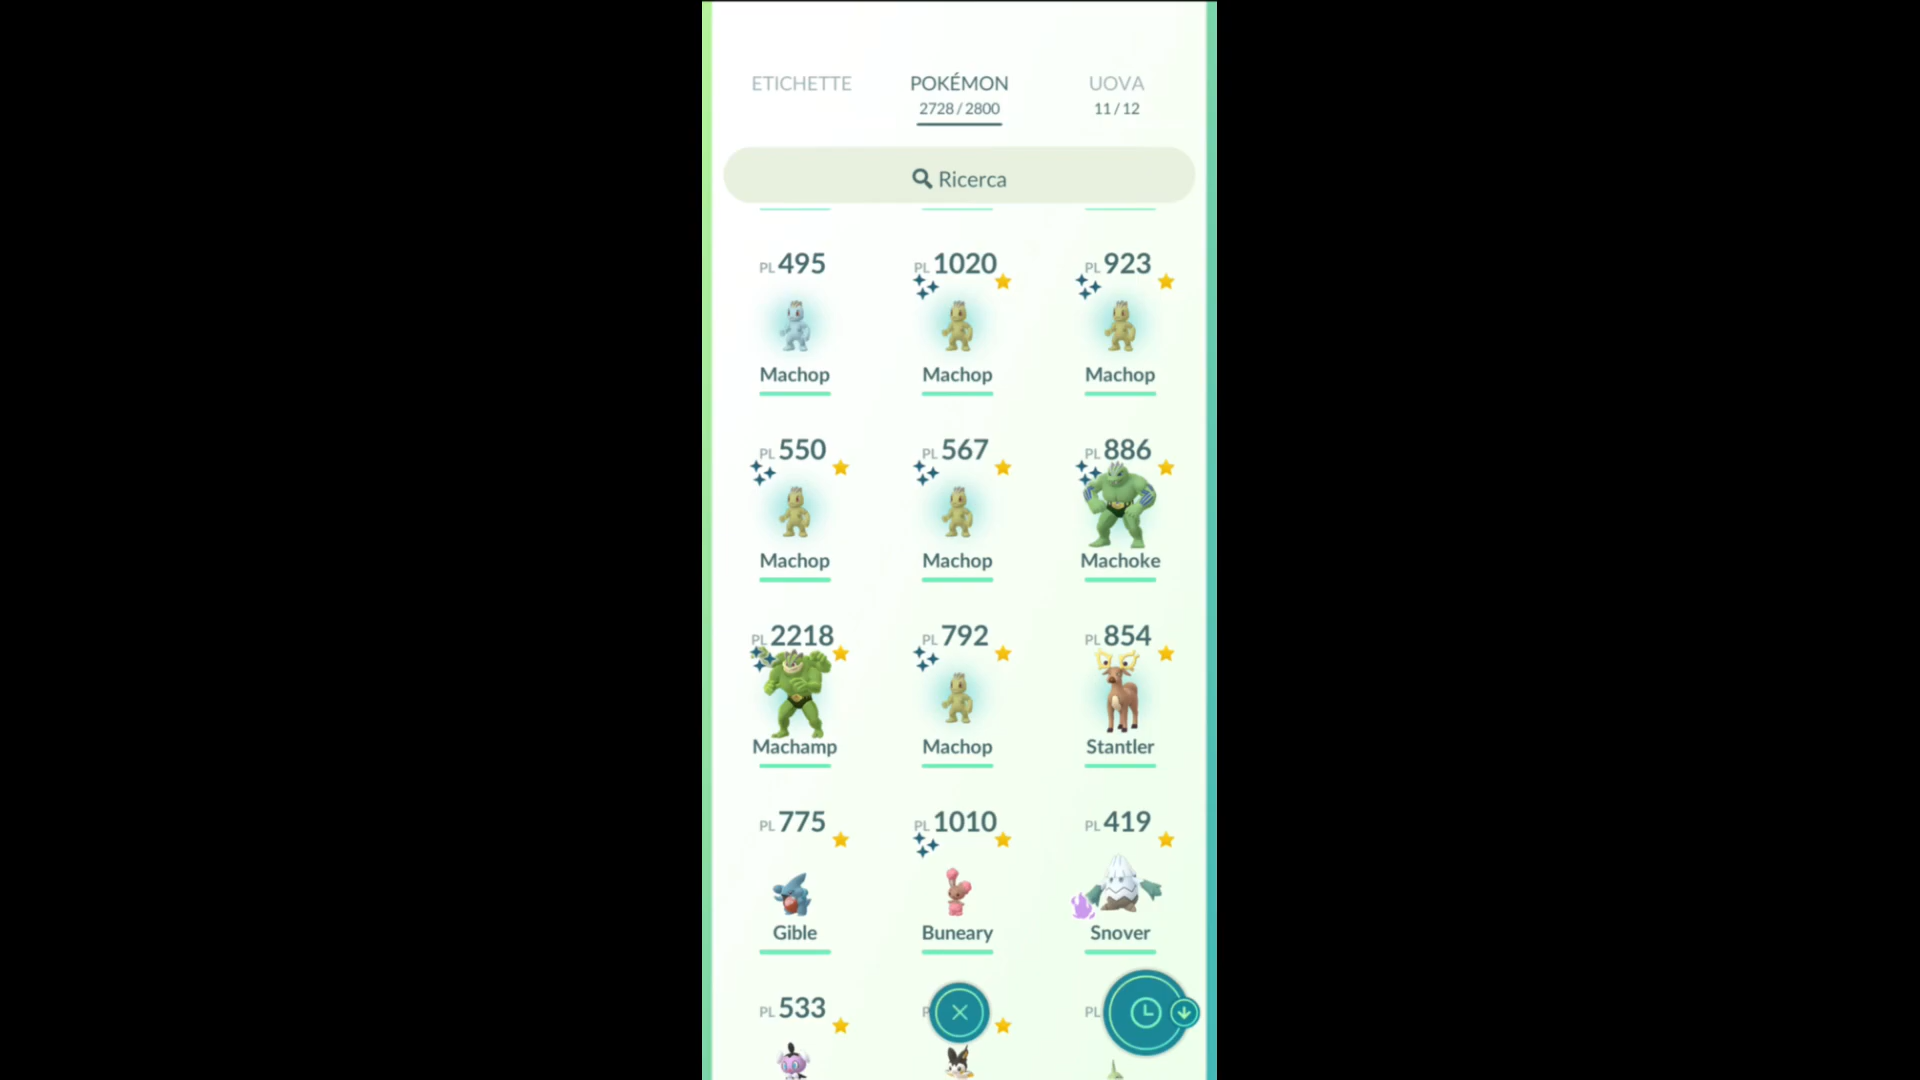 ETICHETTE POKÉMON UOVA
2728 / 2800 11 / 12
Ricerca
PL 495 PL 1020 PL 923
Machop Machop Machop
PL 550 PL 567 PL 886
Machop Machop Machoke
PL 2218 PL 792 PL 854
Machamp Machop Stantler
PL 775 PL 1010 PL 419
Gible Buneary Snover
PL 533 PL